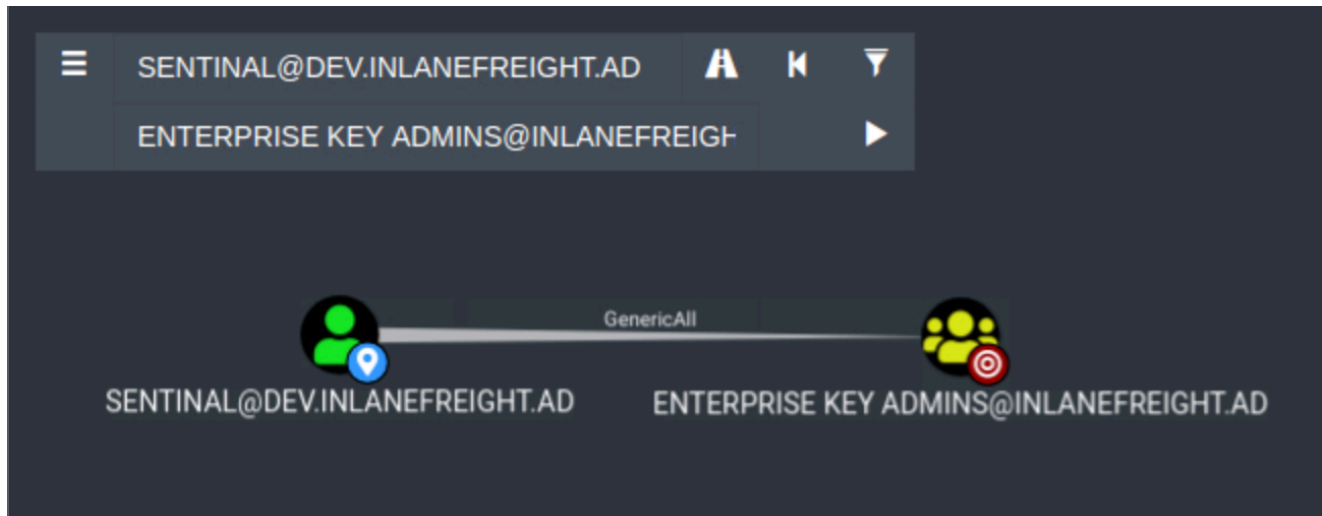 SENTINAL@DEV.INLANEFREIGHT.AD
ENTERPRISE KEY ADMINS@INLANEFREIGH
GenericAll
SENTINAL@DEV.INLANEFREIGHT.AD
ENTERPRISE KEY ADMINS@INLANEFREIGHT.AD